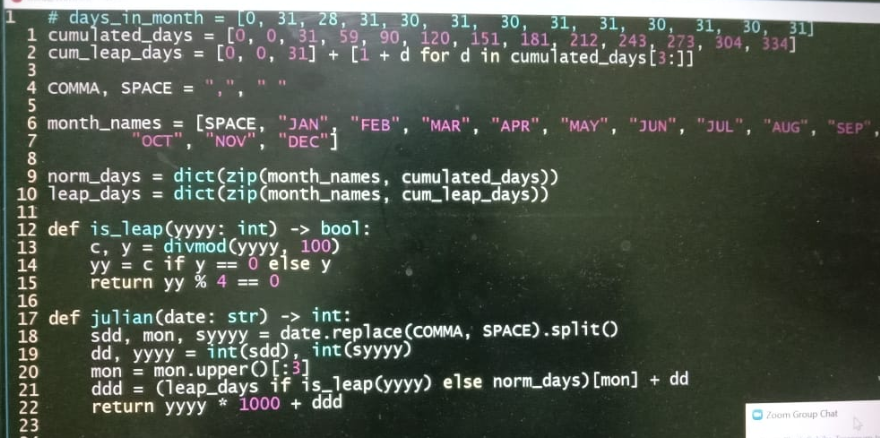 1 # days_in_month = [0, 31, 28, 31, 30, 31, 30, 31, 31, 30, 31, 30, 31]
1 cumulated_days = [0, 0, 31, 59, 90, 120, 151, 181, 212, 243, 273, 304, 334]
2 cum_leap_days = [0, 0, 31] + [1 + d for d in cumulated_days[3:]]
3
4 COMMA, SPACE = ",", " "
5
6 month_names = [SPACE, "JAN", "FEB", "MAR", "APR", "MAY", "JUN", "JUL", "AUG", "SEP",
7 "OCT", "NOV", "DEC"]
8
9 norm_days = dict(zip(month_names, cumulated_days))
10 leap_days = dict(zip(month_names, cum_leap_days))
11
12 def is_leap(yyyy: int) -> bool:
13 c, y = divmod(yyyy, 100)
14 yy = c if y == 0 else y
15 return yy % 4 == 0
16
17 def julian(date: str) -> int:
18 sdd, mon, syyyy = date.replace(COMMA, SPACE).split()
19 dd, yyyy = int(sdd), int(syyyy)
20 mon = mon.upper()[:3]
21 ddd = (leap_days if is_leap(yyyy) else norm_days)[mon] + dd
22 return yyyy * 1000 + ddd
23
Zoom Group Chat